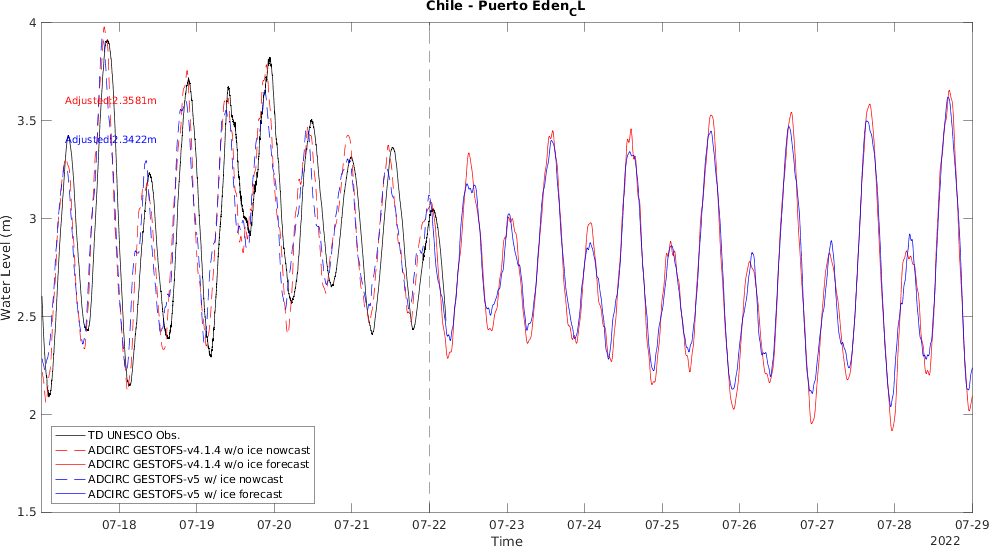 Chile - Puerto Eden_CL
4
3.5
3
2.5
2
1.5
Water Level (m)
Adjusted:2.3581m
Adjusted:2.3422m
TD UNESCO Obs.
ADCIRC GESTOFS-v4.1.4 w/o ice nowcast
ADCIRC GESTOFS-v4.1.4 w/o ice forecast
ADCIRC GESTOFS-v5 w/ ice nowcast
ADCIRC GESTOFS-v5 w/ ice forecast
07-18 07-19 07-20 07-21 07-22 07-23 07-24 07-25 07-26 07-27 07-28 07-29
Time
2022